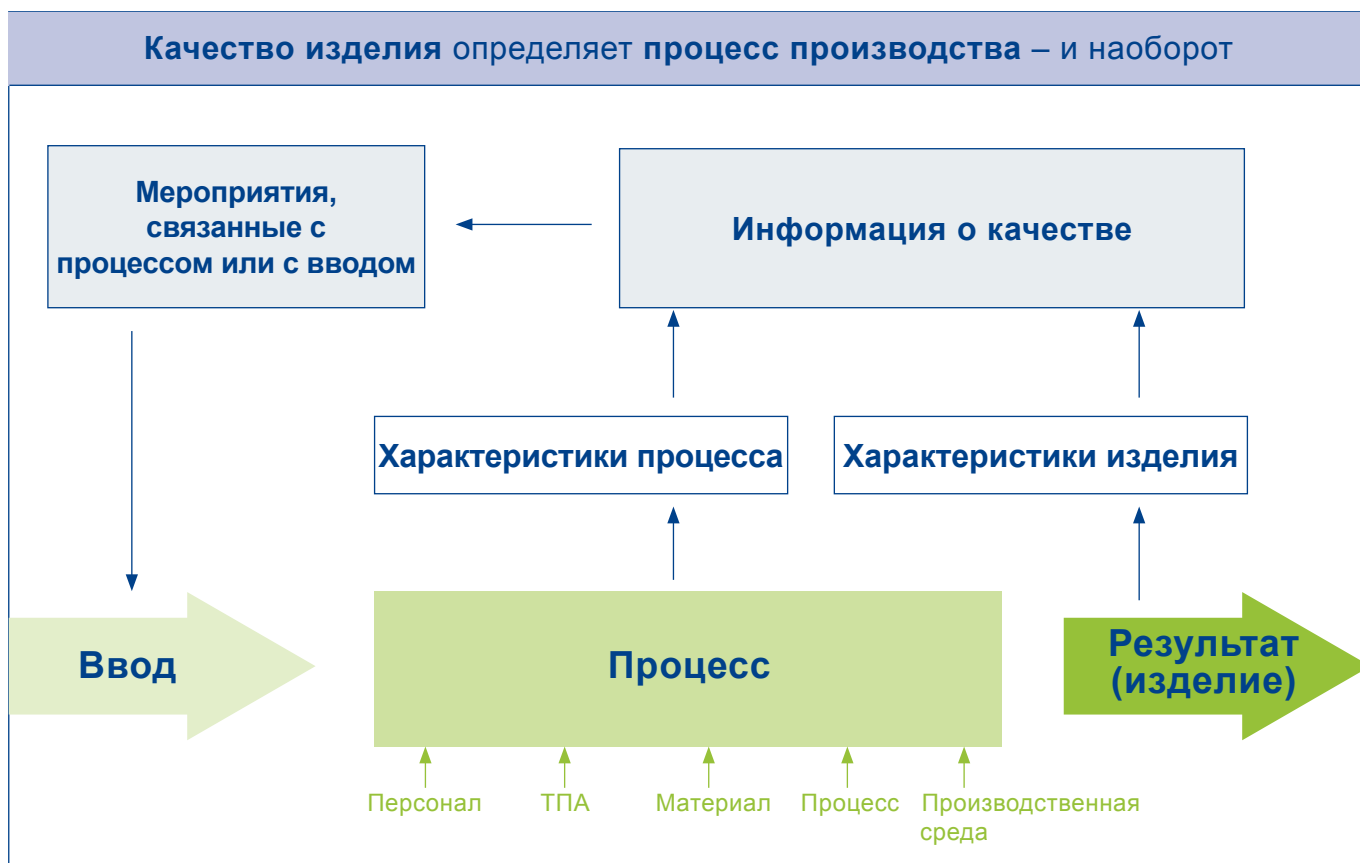 Качество изделия определяет процесс производства – и наоборот
Мероприятия,
связанные с
процессом или с вводом
Информация о качестве
Характеристики процесса
Характеристики изделия
Ввод
Процесс
Результат
(изделие)
Персонал
ТПА
Материал
Процесс
Производственная
среда